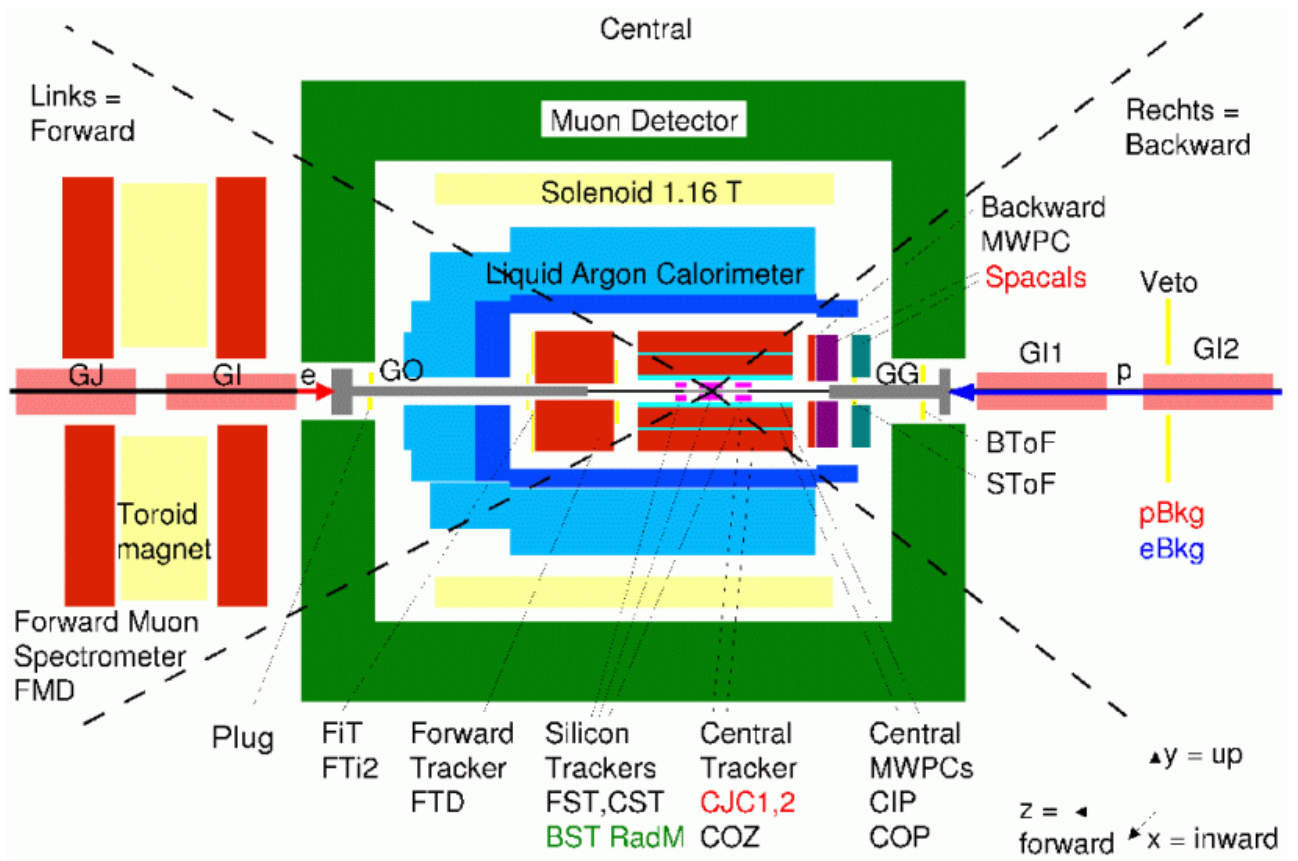 Central
Links =
Forward
Muon Detector
Rechts =
Backward
Solenoid 1.16 T
Backward
MWPC
Spacals
Liquid Argon Calorimeter
Veto
GJ
GI
e
GO
GG
GI1
p
GI2
BToF
SToF
pBkg
eBkg
Toroid
magnet
Forward Muon
Spectrometer
FMD
Plug
FiT
FTi2
Forward
Tracker
FTD
Silicon
Trackers
FST,CST
BST RadM
Central
Tracker
CJC1,2
COZ
Central
MWPCs
CIP
COP
y = up
z =
forward
x = inward